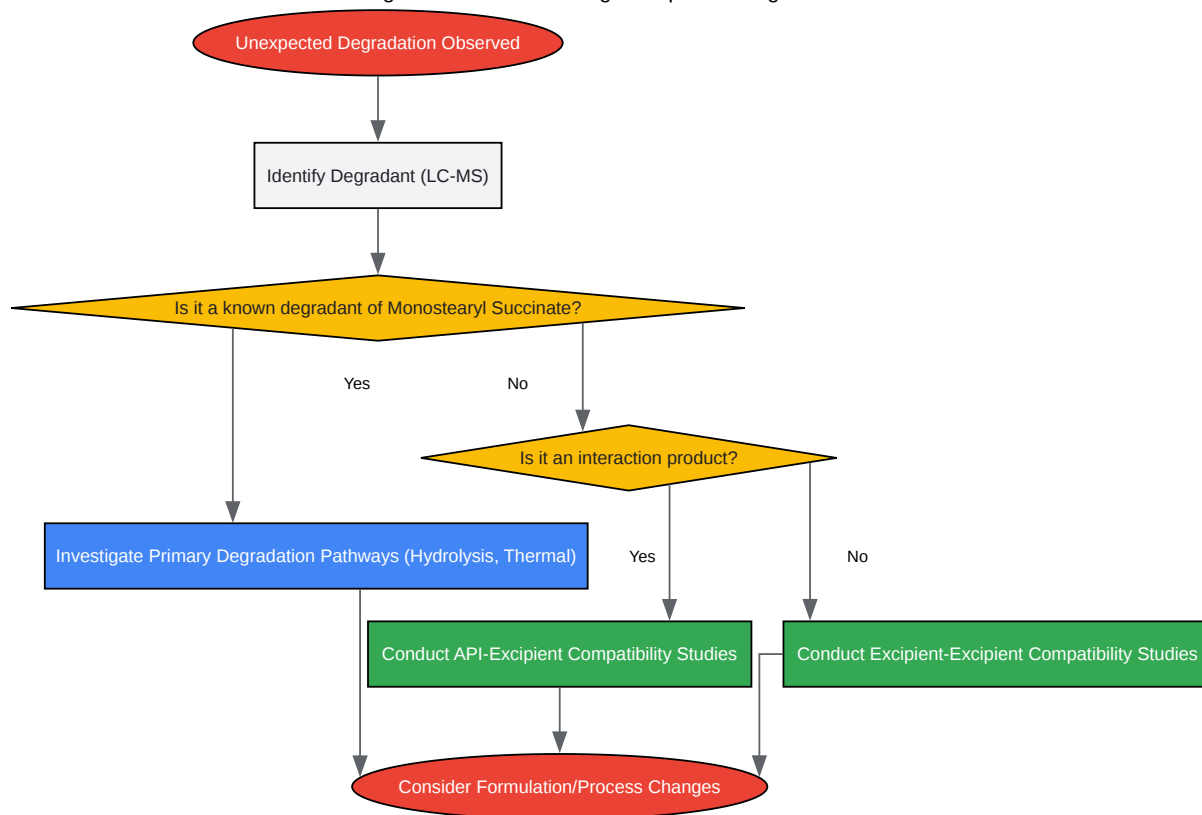 Unexpected Degradation Observed
Identify Degradant (LC-MS)
Is it a known degradant of Monostearyl Succinate?
Yes
No
Is it an interaction product?
Investigate Primary Degradation Pathways (Hydrolysis, Thermal)
Yes
No
Conduct API-Excipient Compatibility Studies
Conduct Excipient-Excipient Compatibility Studies
Consider Formulation/Process Changes